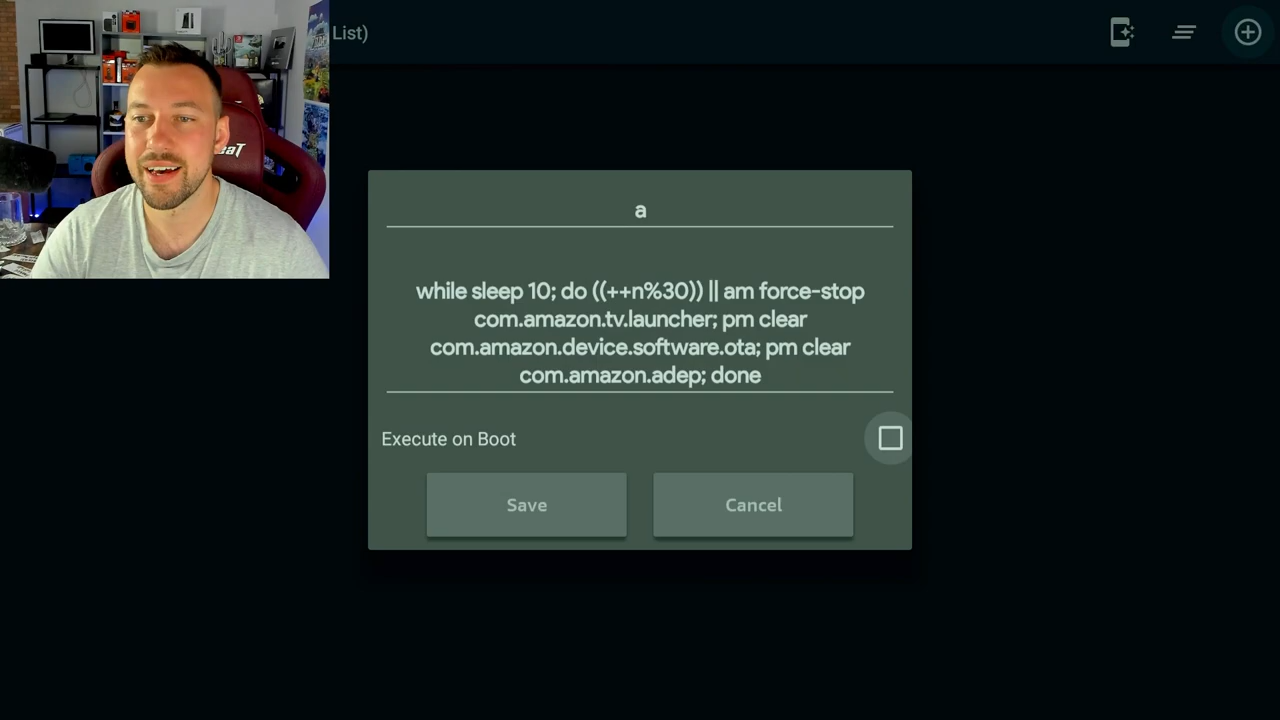 List)
a
while sleep 10; do ((++n%30)) || am force-stop
com.amazon.tv.launcher; pm clear
com.amazon.device.software.ota; pm clear
com.amazon.adep; done
Execute on Boot
Save
Cancel